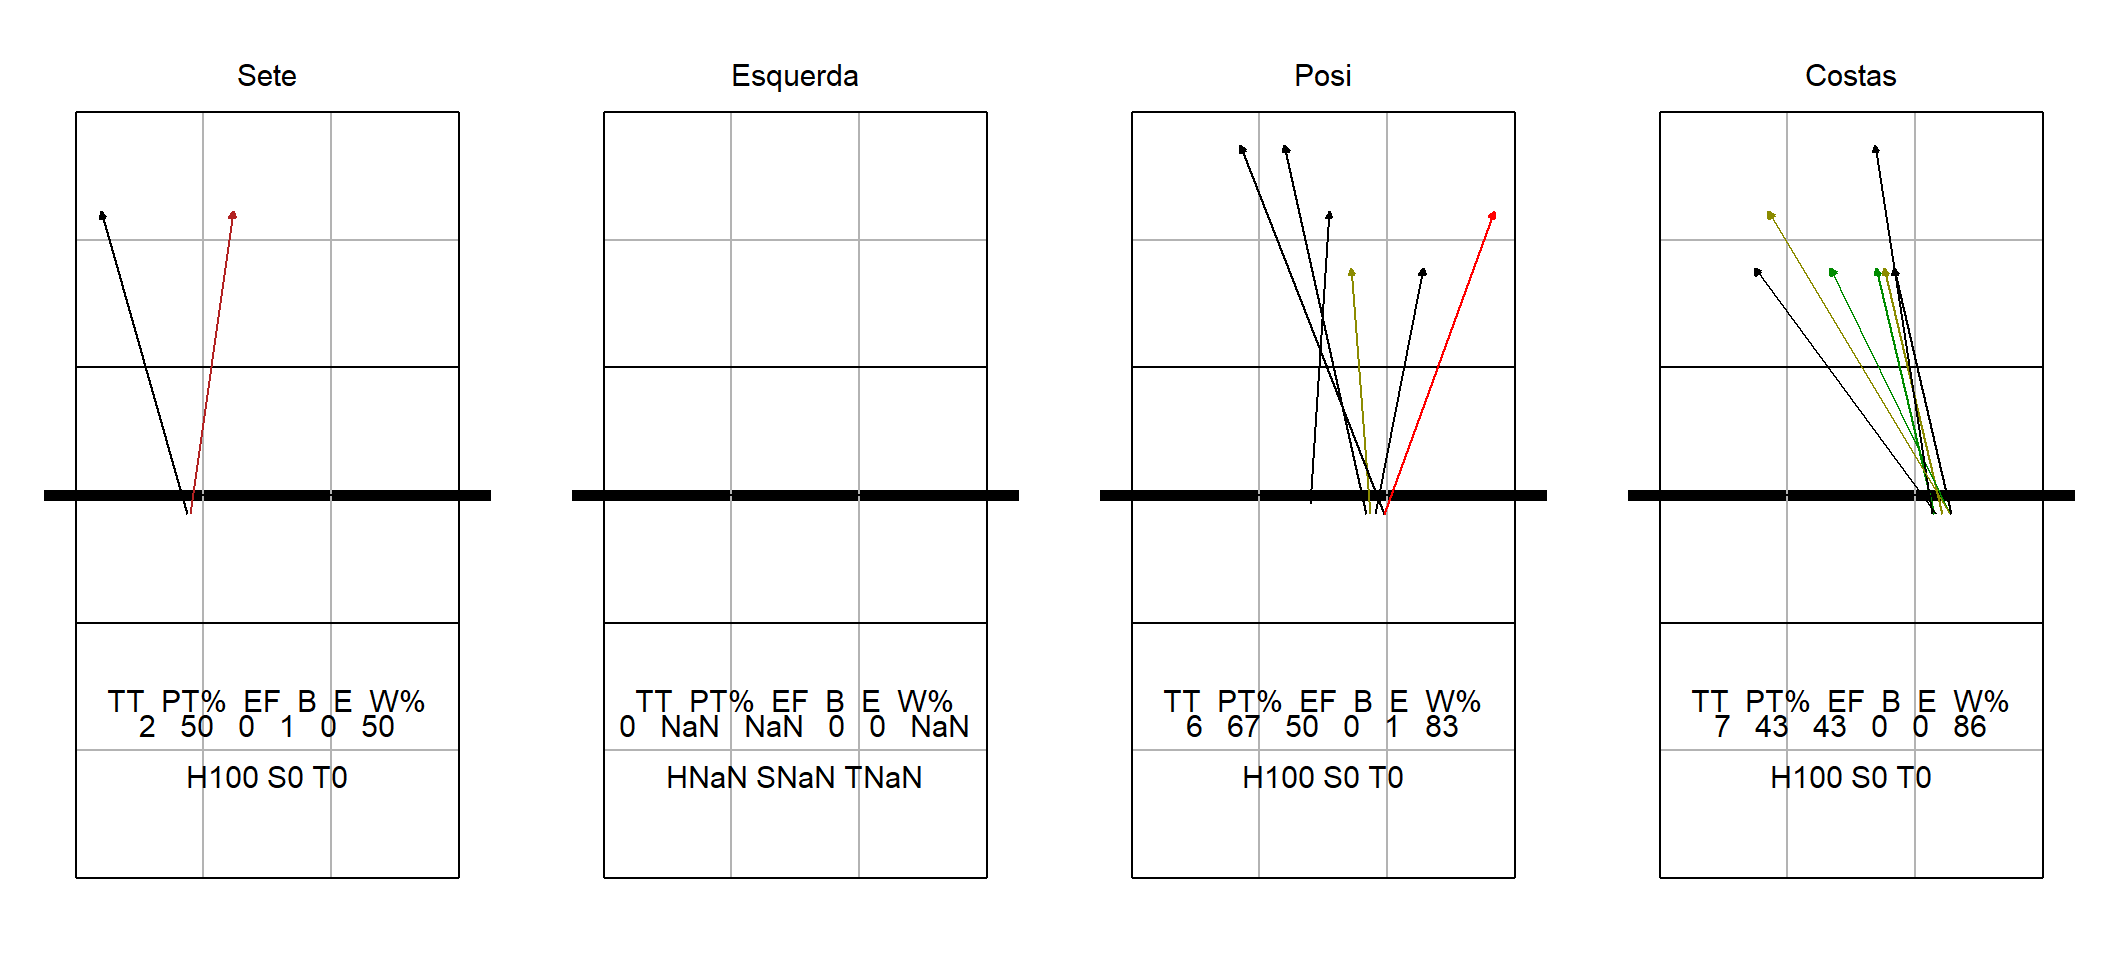 Sete
TT PT% EF B E W%
2 50 0 1 0 50
H100 S0 T0
Esquerda
TT PT% EF B E W%
0 NaN NaN 0 0 NaN
HNaN SNaN TNaN
Posi
TT PT% EF B E W%
6 67 50 0 1 83
H100 S0 T0
Costas
TT PT% EF B E W%
7 43 43 0 0 86
H100 S0 T0